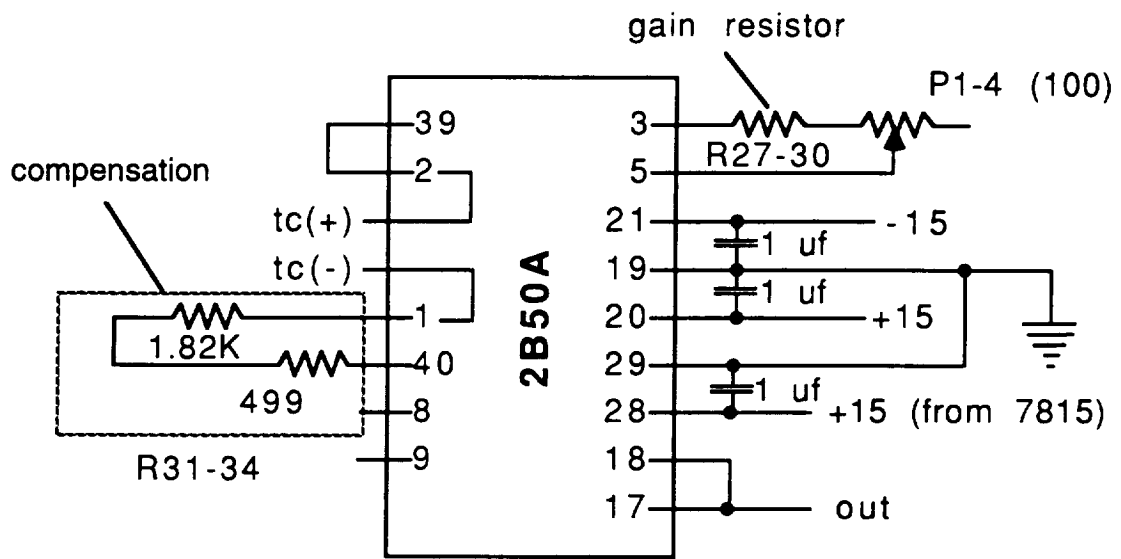 gain resistor
P1-4 (100)
39
3
R27-30
2
5
compensation
tc(+)
21
-15
1 uf
tc(-)
19
1 uf
1
20
+15
1.82K
2B50A
40
29
1 uf
499
8
28
+15 (from 7815)
R31-34
9
18
17
out